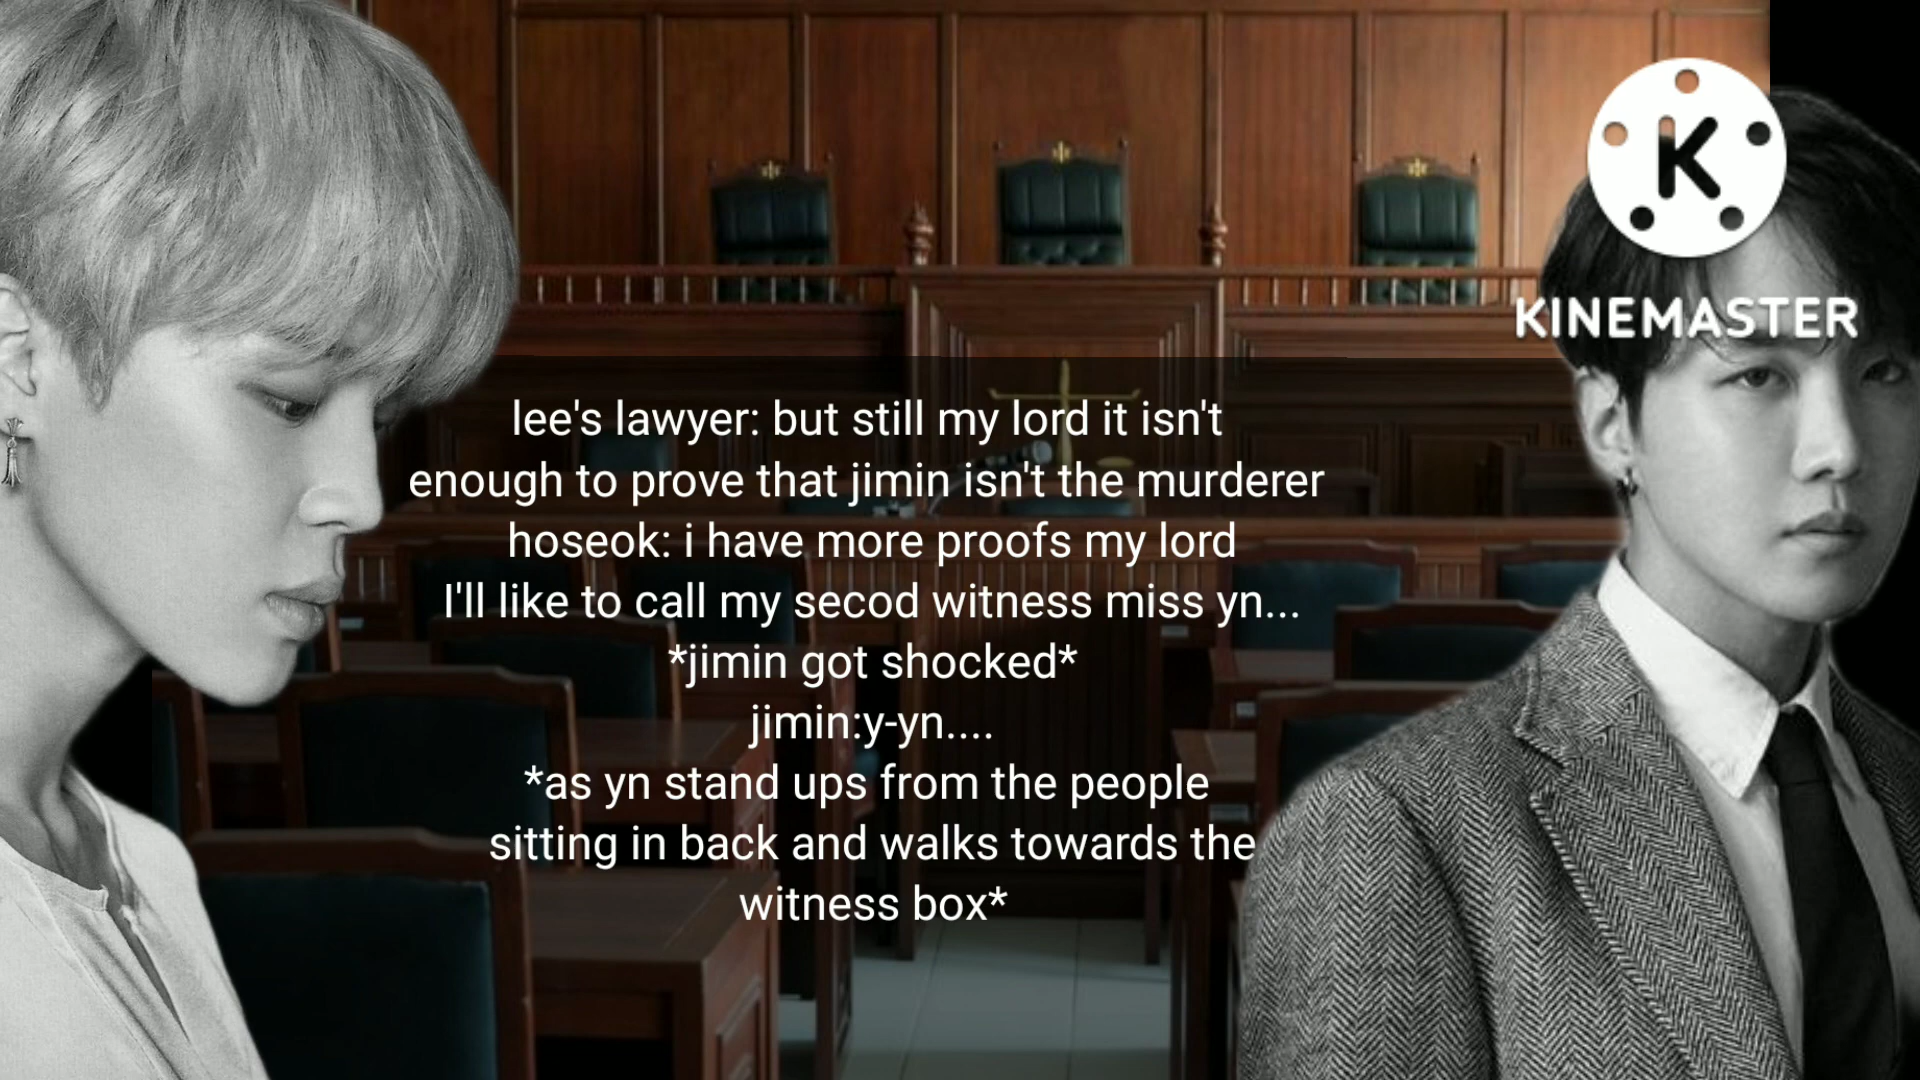 K
KINEMASTER
lee's lawyer: but still my lord it isn't
enough to prove that jimin isn't the murderer
hoseok: i have more proofs my lord
I'll like to call my secod witness miss yn...
*jimin got shocked*
jimin:y-yn....
*as yn stand ups from the people
sitting in back and walks towards the
witness box*